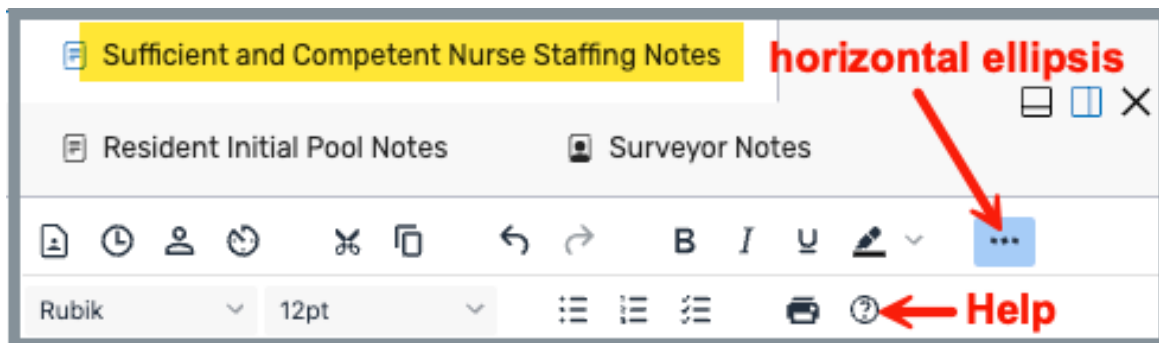 Sufficient and Competent Nurse Staffing Notes
horizontal ellipsis
Resident Initial Pool Notes
Surveyor Notes
B I U
Rubik
12pt
Help